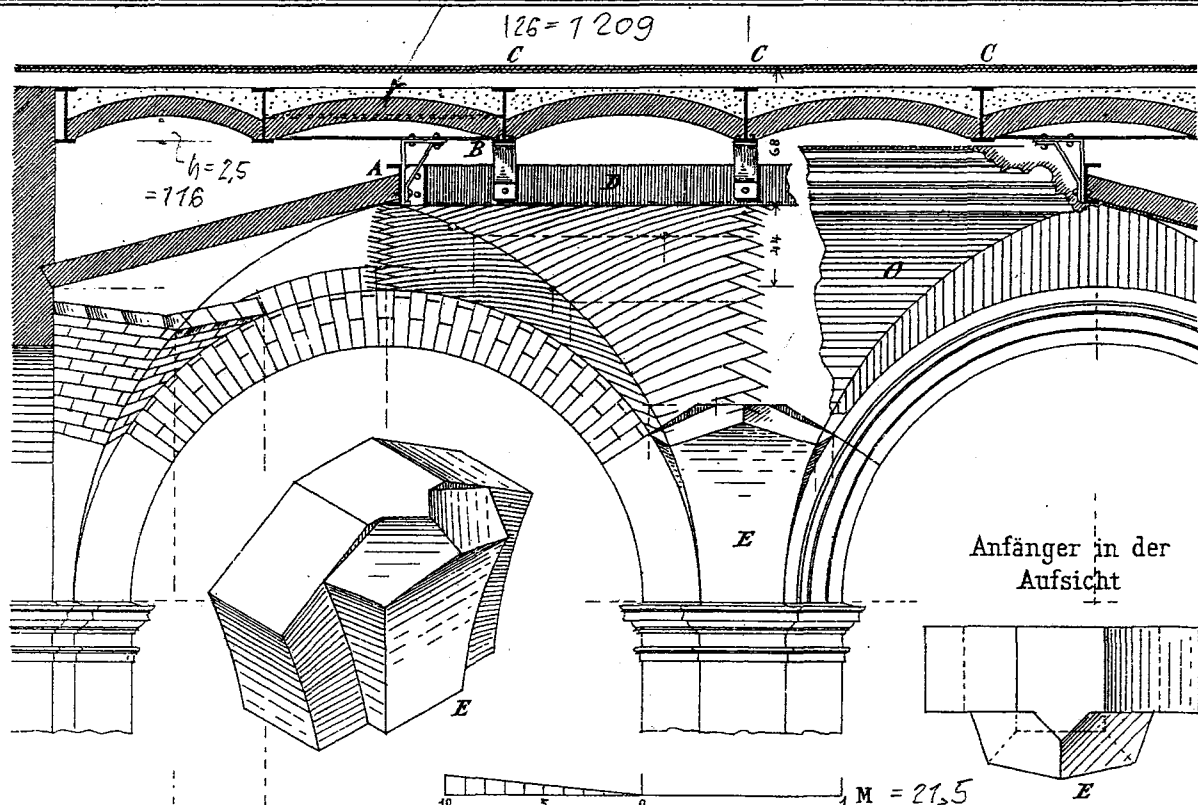 126 = 1209
C C C
h = 2,5
= 116
A B 68
D
44
O
E
Anfänger in der
Aufsicht
E
10 5 0 1 M = 21,5
E